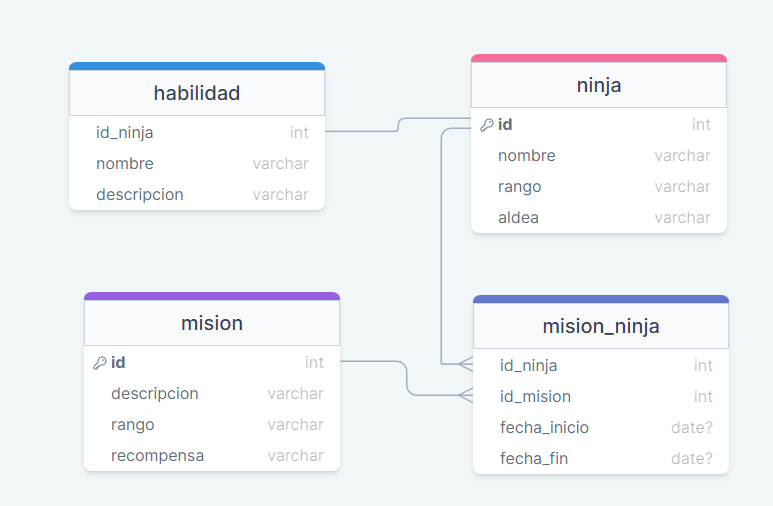 habilidad
id_ninja int
nombre varchar
descripcion varchar
ninja
id int
nombre varchar
rango varchar
aldea varchar
mision
id int
descripcion varchar
rango varchar
recompensa varchar
mision_ninja
id_ninja int
id_mision int
fecha_inicio date?
fecha_fin date?